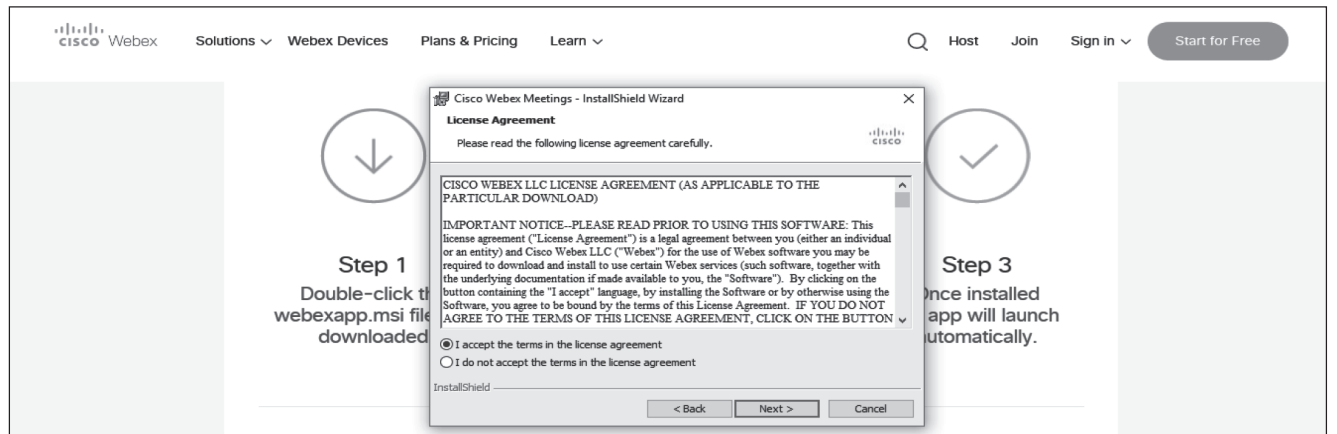 CISCO Webex Solutions Webex Devices Plans & Pricing Learn Host Join Sign in Start for Free
Cisco Webex Meetings - InstallShield Wizard
License Agreement
Please read the following license agreement carefully.
CISCO
CISCO WEBEX LLC LICENSE AGREEMENT (AS APPLICABLE TO THE
PARTICULAR DOWNLOAD)
IMPORTANT NOTICE--PLEASE READ PRIOR TO USING THIS SOFTWARE: This
license agreement ("License Agreement") is a legal agreement between you (either an individual
or an entity) and Cisco Webex LLC ("Webex") for the use of Webex software you may be
required to download and install to use certain Webex services (such software, together with
the underlying documentation if made available to you, the "Software"). By clicking on the
button containing the "I accept" language, by installing the Software or by otherwise using the
Software, you agree to be bound by the terms of this License Agreement. IF YOU DO NOT
AGREE TO THE TERMS OF THIS LICENSE AGREEMENT, CLICK ON THE BUTTON
I accept the terms in the license agreement
I do not accept the terms in the license agreement
InstallShield
< Back Next > Cancel
Step 1
Double-click
webexapp.msi file
downloaded
Step 3
installed
app will launch
automatically.